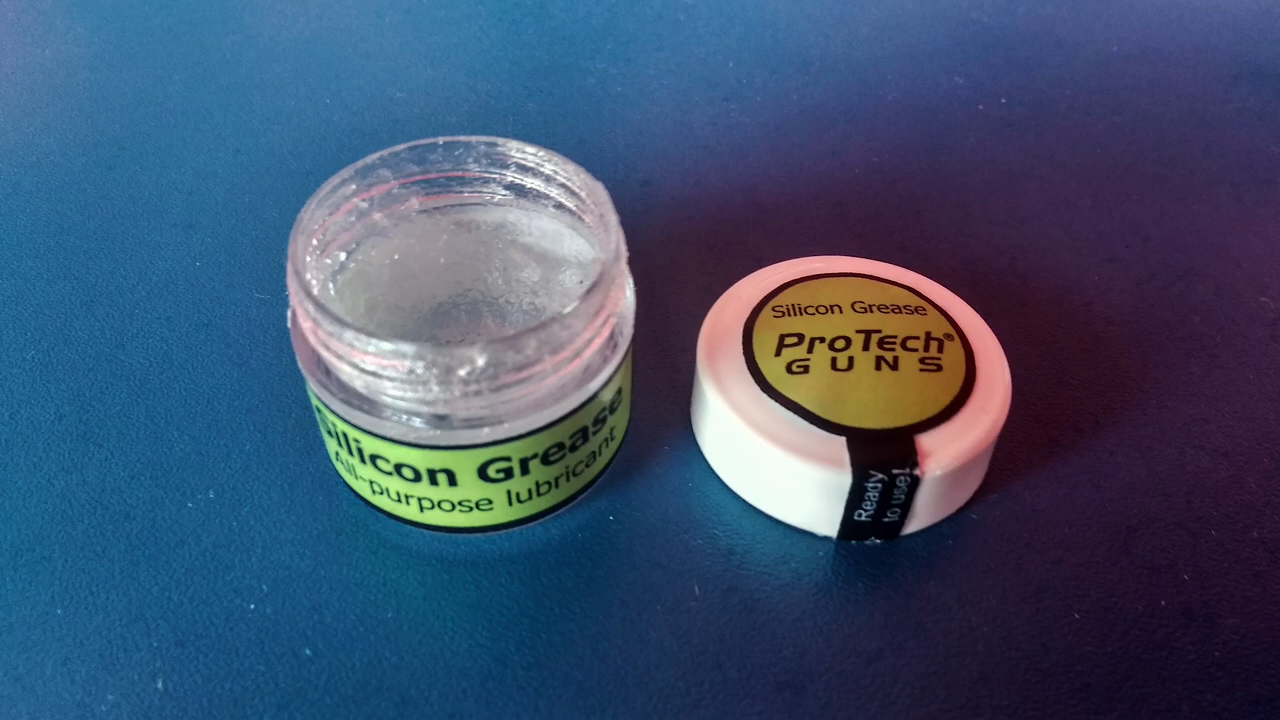 Silicon Grease
All-purpose lubricant
Silicon Grease
ProTech®
GUNS
Ready
to use!